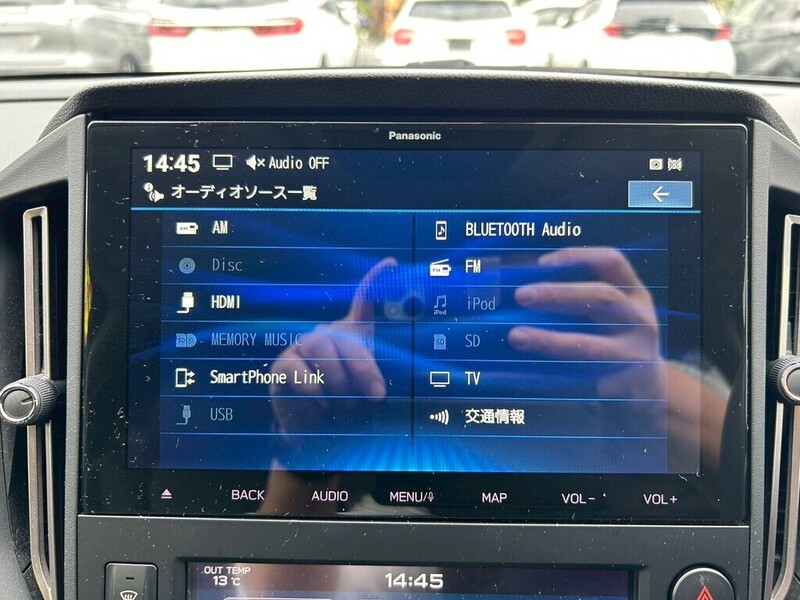 Panasonic
14:45 Audio OFF
オーディオソース一覧
AM
BLUETOOTH Audio
Disc
FM
HDMI
iPod
MEMORY MUSIC
SD
SmartPhone Link
TV
USB
交通情報
BACK AUDIO MENU/ MAP VOL- VOL+
OUT TEMP
13℃ 14:45